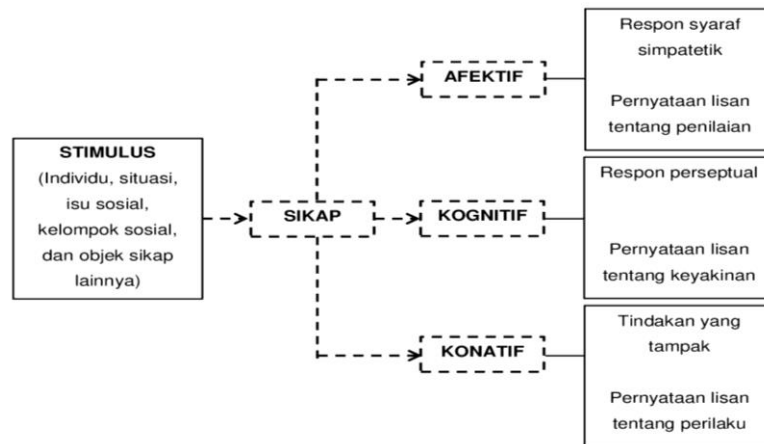 STIMULUS
(Individu, situasi,
isu sosial,
kelompok sosial,
dan objek sikap
lainnya)
SIKAP
AFEKTIF
Respon syaraf
simpatetik
Pernyataan lisan
tentang penilaian
KOGNITIF
Respon perseptual
Pernyataan lisan
tentang keyakinan
KONATIF
Tindakan yang
tampak
Pernyataan lisan
tentang perilaku